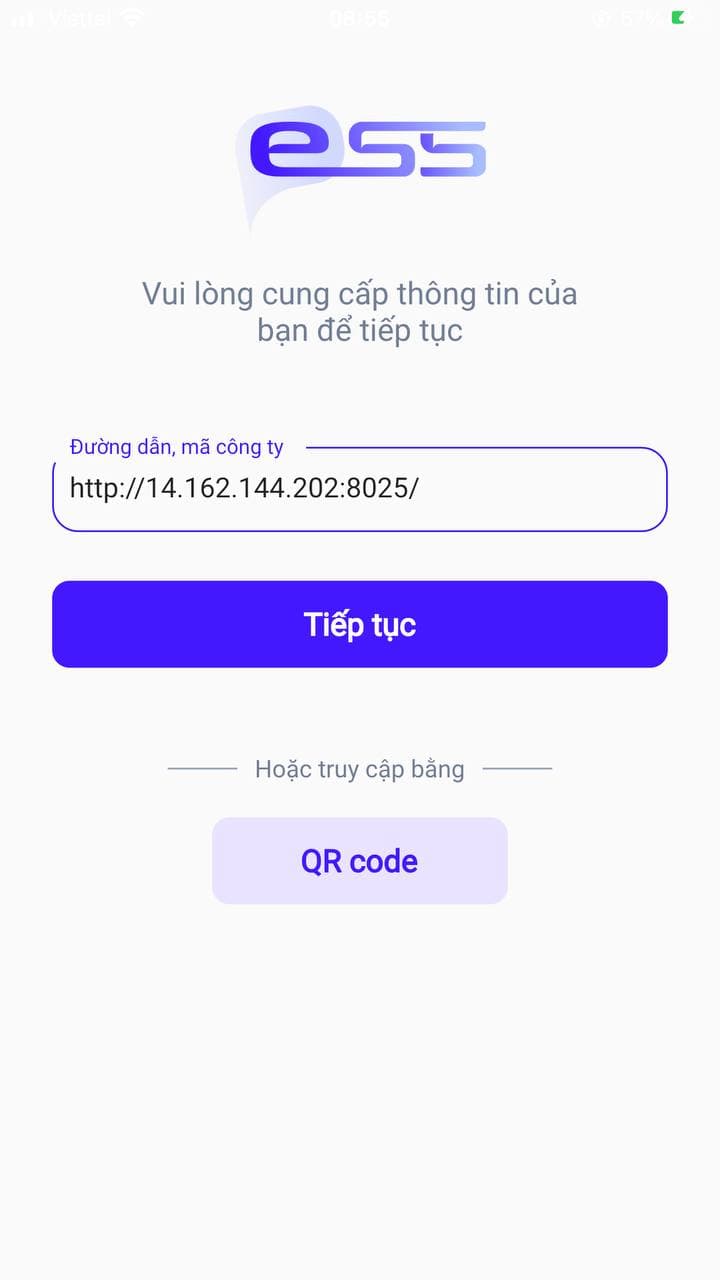 Viettel 08:55 57%
ess
Vui lòng cung cấp thông tin của
bạn để tiếp tục
Đường dẫn, mã công ty
http://14.162.144.202:8025/
Tiếp tục
Hoặc truy cập bằng
QR code